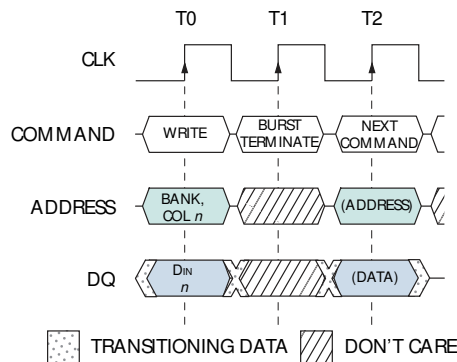 T0 T1 T2
CLK
COMMAND WRITE BURST TERMINATE NEXT COMMAND
ADDRESS BANK, COL n (ADDRESS)
DQ DIN n (DATA)
TRANSITIONING DATA DON'T CARE